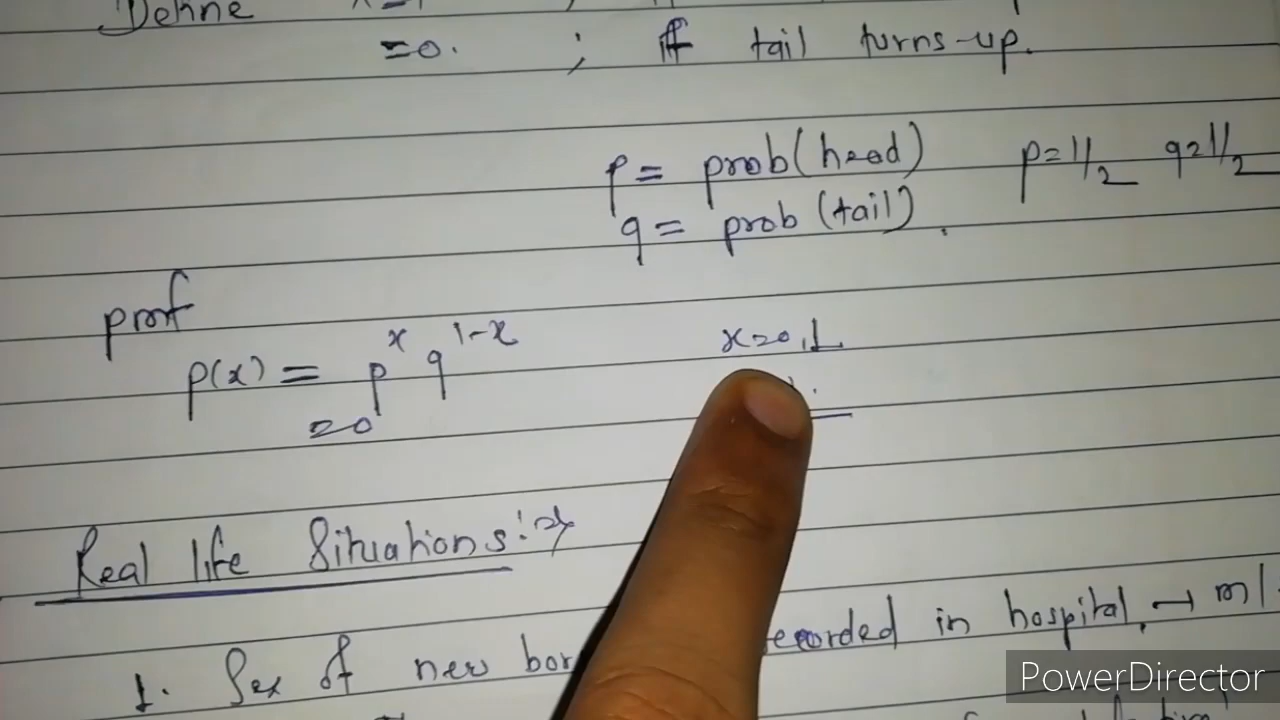 Define
=0. ; if tail turns-up.
p = prob(head) p=1/2 q=1/2
q = prob (tail).
pmf
p(x) = p^x q^1-x x=0,1
=0
Real life Situations:→
1. Sex of new recorded in hospital. → m/
PowerDirector